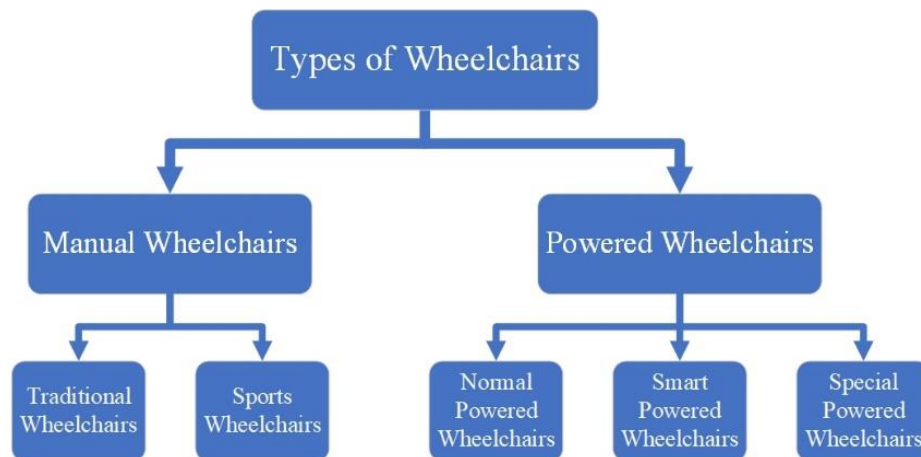 Types of Wheelchairs
Manual Wheelchairs
Powered Wheelchairs
Traditional
Wheelchairs
Sports
Wheelchairs
Normal
Powered
Wheelchairs
Smart
Powered
Wheelchairs
Special
Powered
Wheelchairs